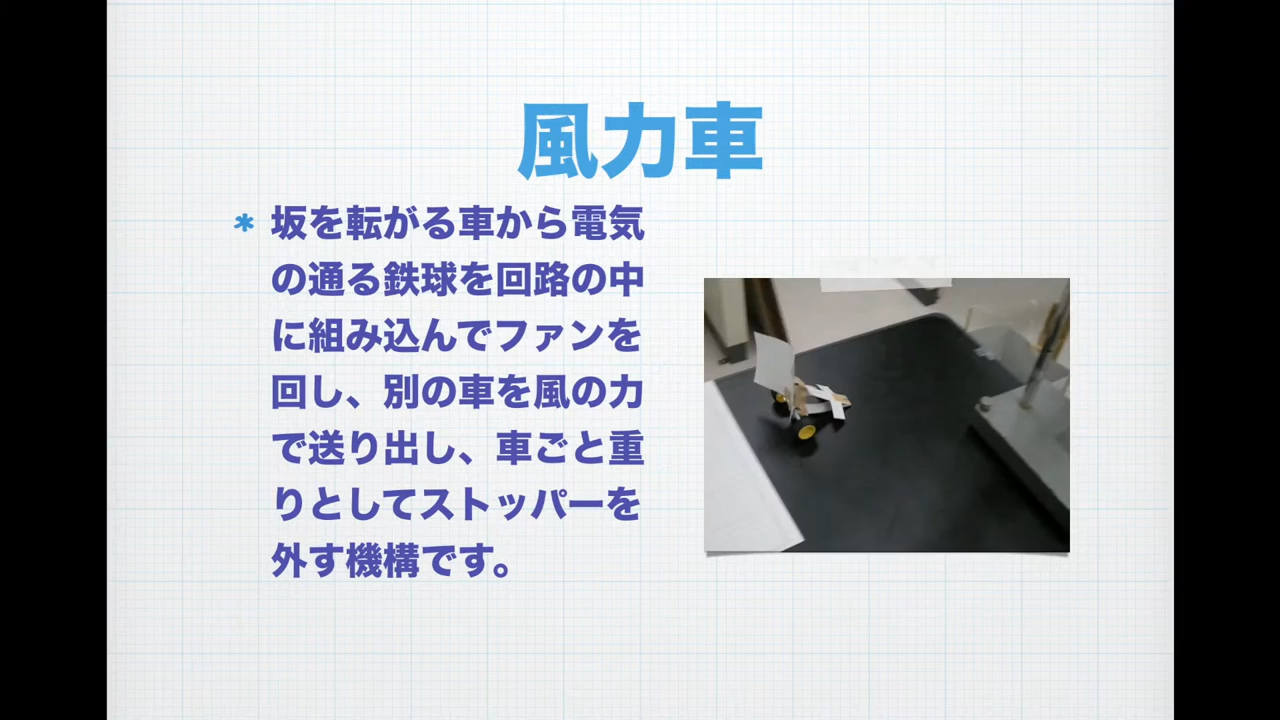 風力車
* 坂を転がる車から電気
の通る鉄球を回路の中
に組み込んでファンを
回し、別の車を風の力
で送り出し、車ごと重
りとしてストッパーを
外す機構です。